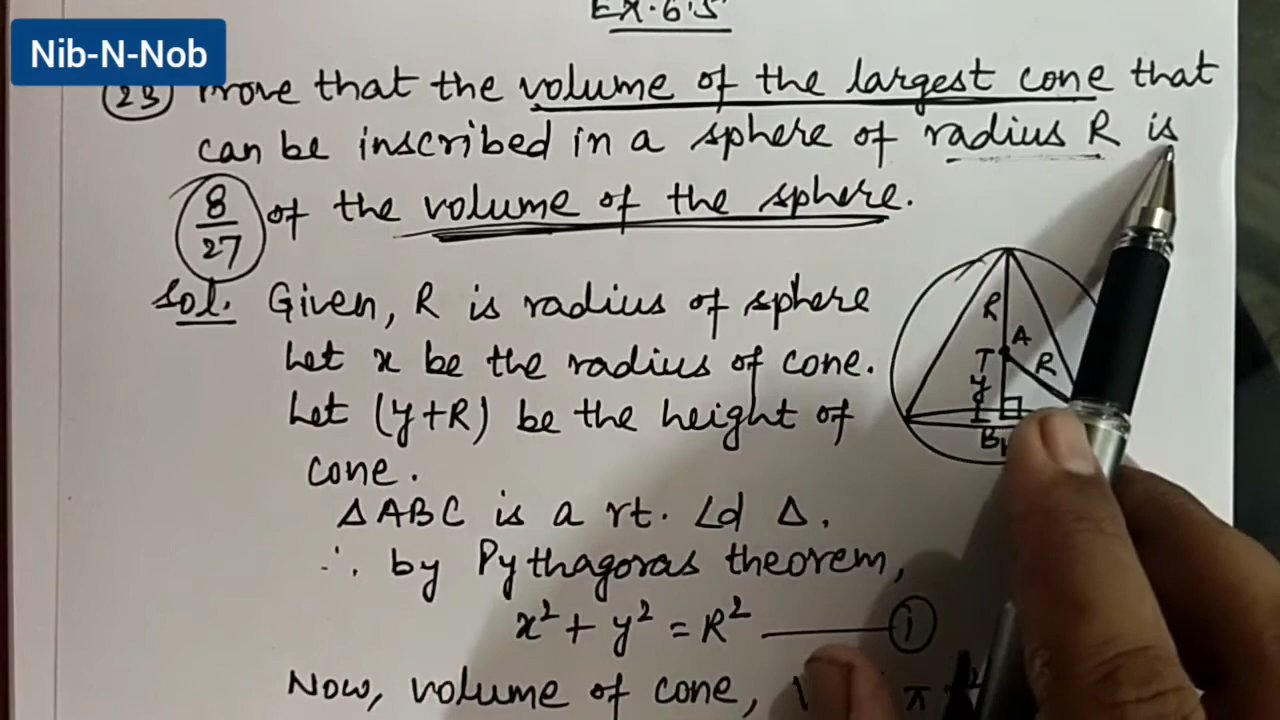 Ex. 6.5
Nib-N-Nob
23 Prove that the volume of the largest cone that
can be inscribed in a sphere of radius R is
8/27 of the volume of the sphere.
Sol. Given, R is radius of sphere
Let x be the radius of cone.
Let (y+R) be the height of
cone.
R
A
R
y
B
△ABC is a rt. ∠d △.
∴ by Pythagoras theorem,
x² + y² = R² — i
Now, volume of cone, π